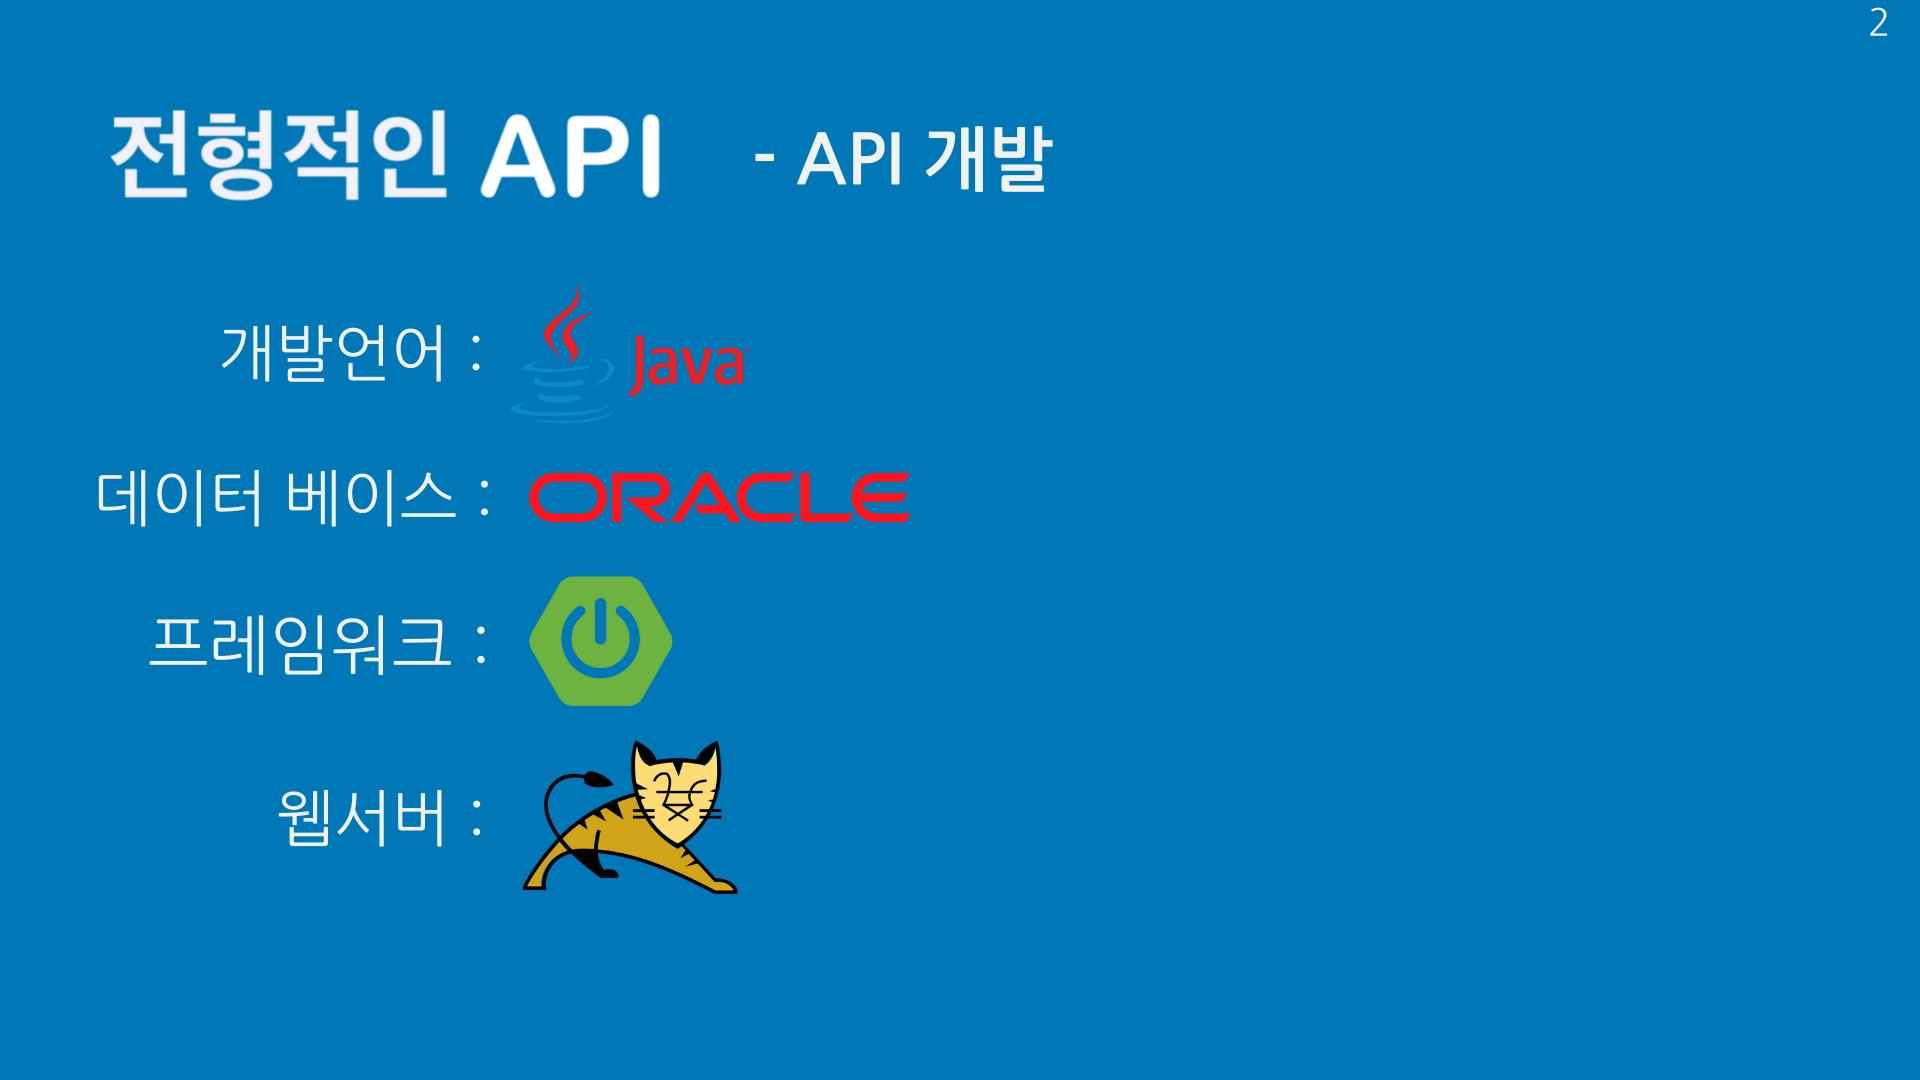 2
전형적인 API - API 개발
개발언어 : Java
데이터 베이스 : ORACLE
프레임워크 :
웹서버 :